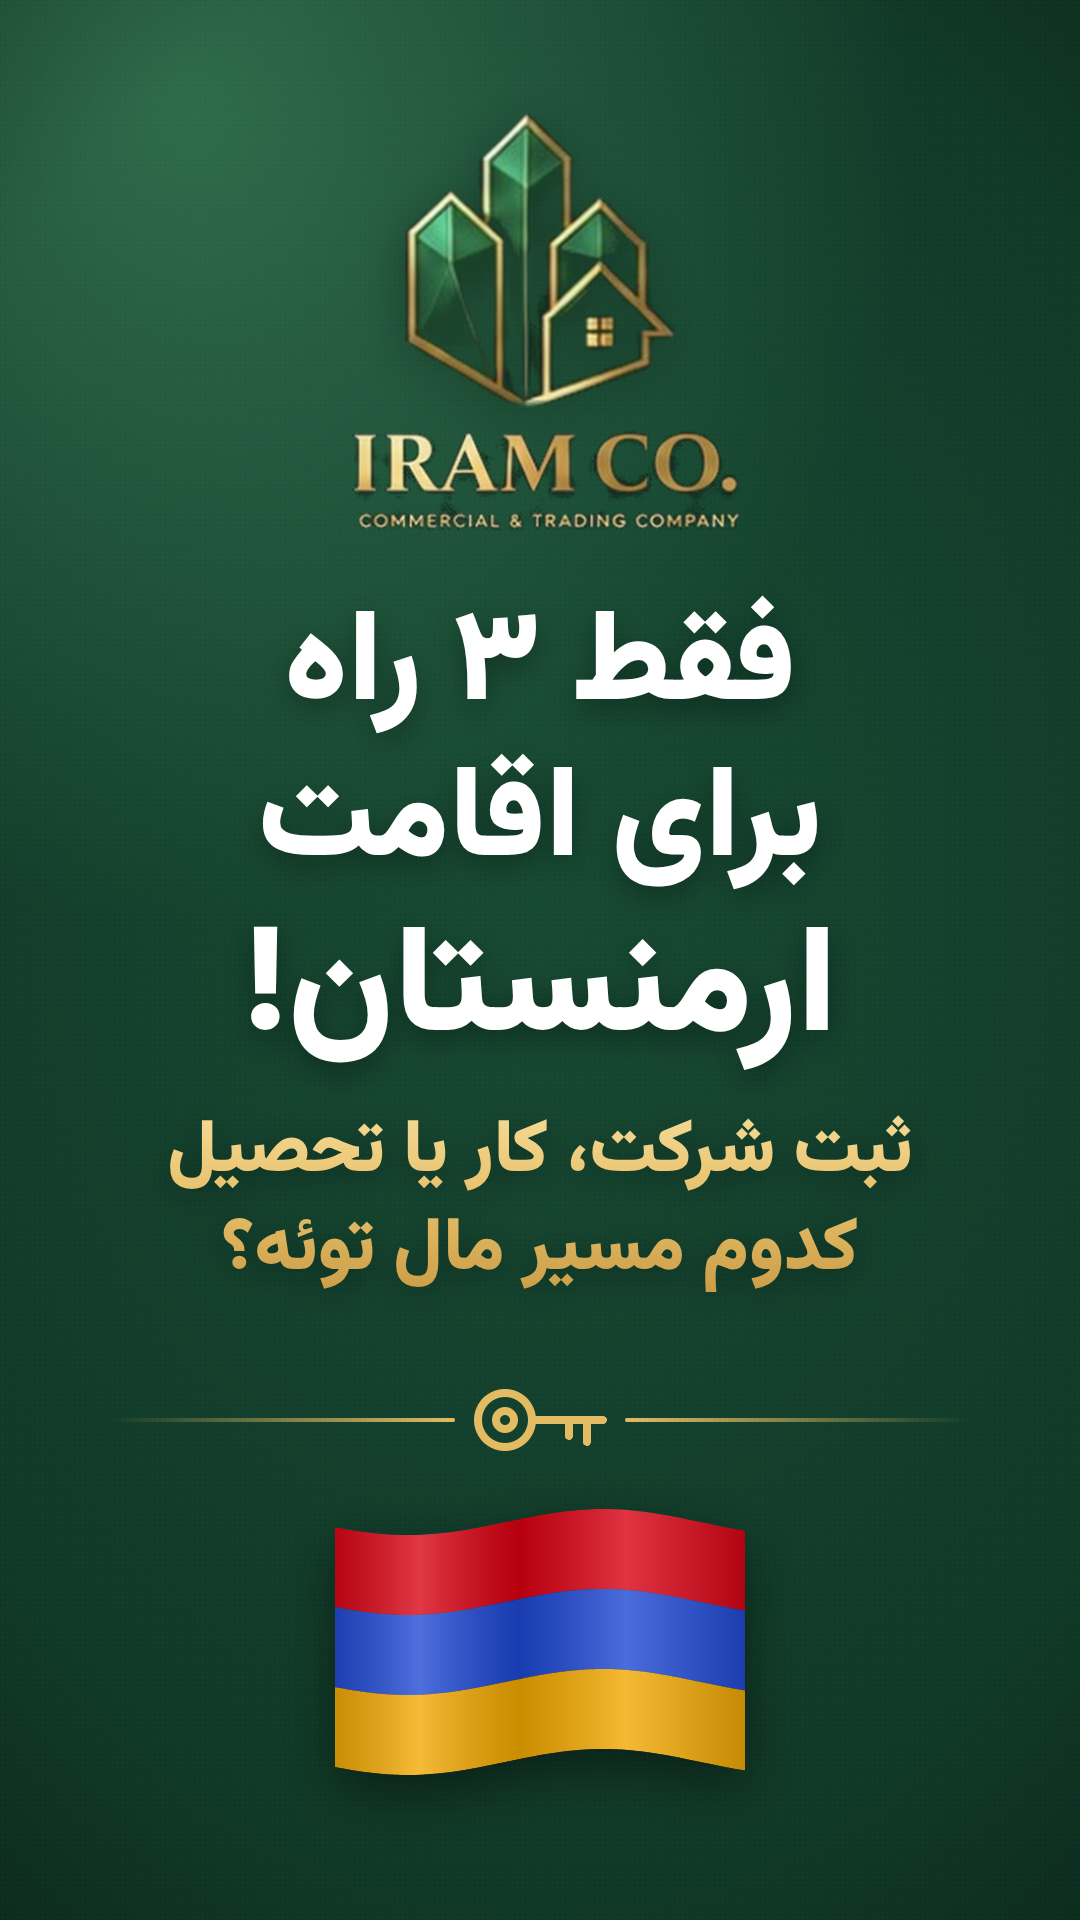 IRAM CO.
COMMERCIAL & TRADING COMPANY
فقط ۳ راه
برای اقامت
ارمنستان!
ثبت شرکت، کار یا تحصیل
کدوم مسیر مال توئه؟